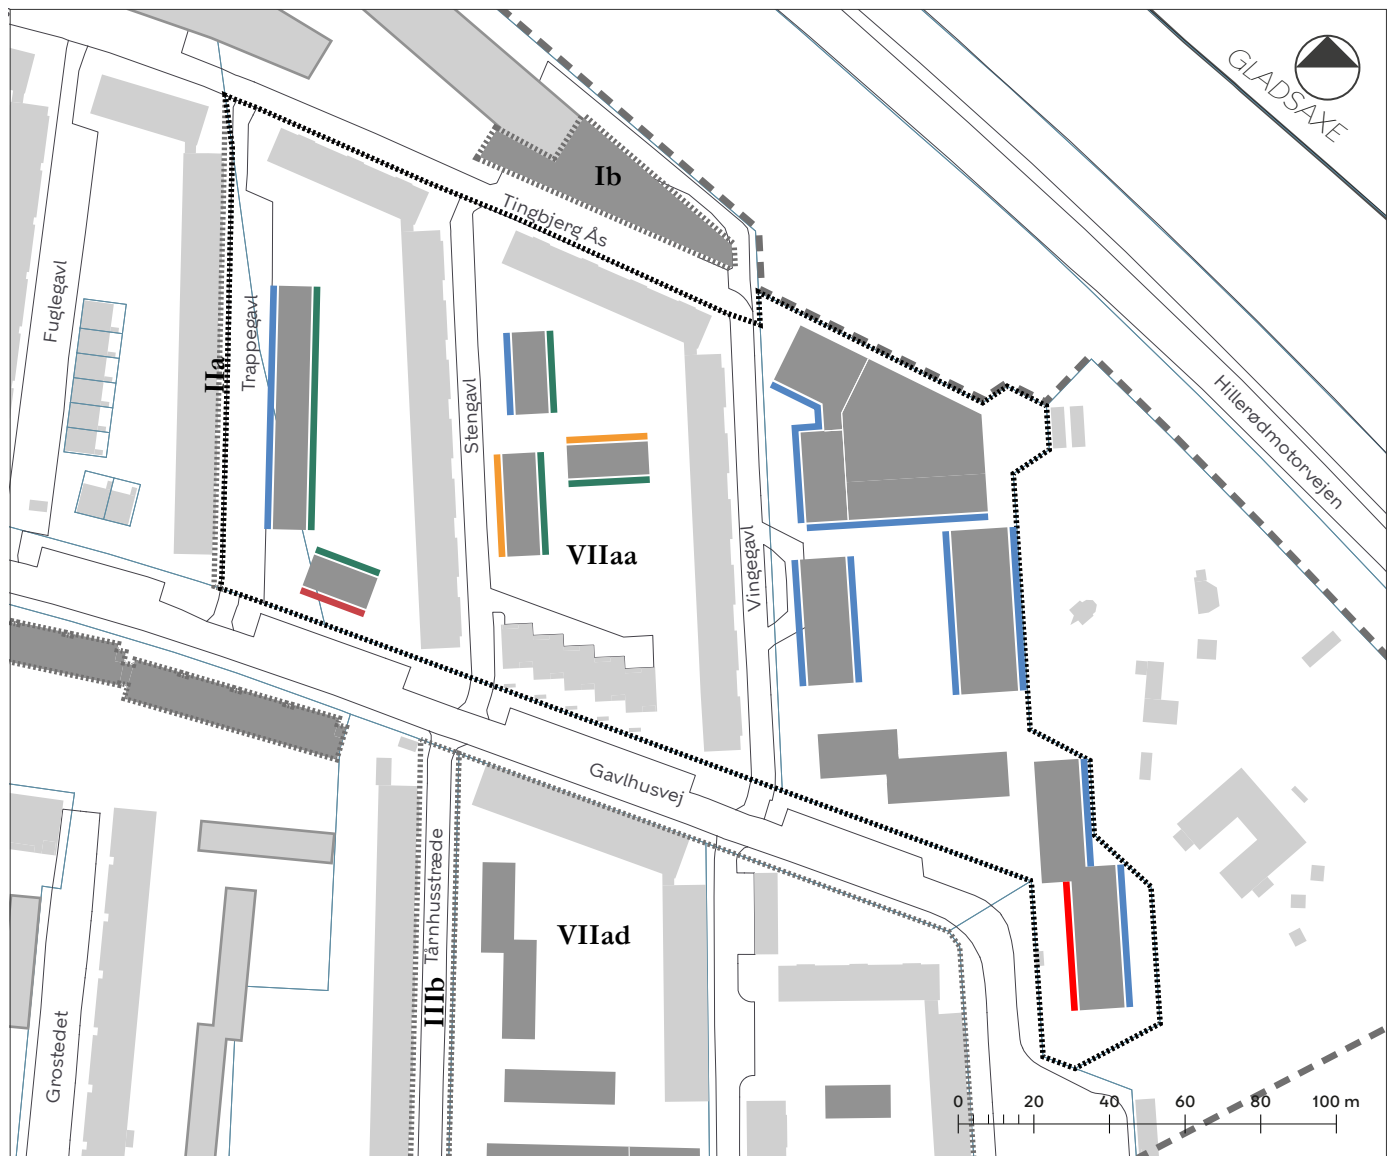 GLADSAXE
Ib
Tingbjerg Ås
Fuglegavl
Trappegavl
IIa
Stengavl
Hillerødmotorvejen
VIIaa
Vingegavl
Gavlhusvej
Tårnhusstræde
VIIad
IIIb
Grostedet
0 20 40 60 80 100 m